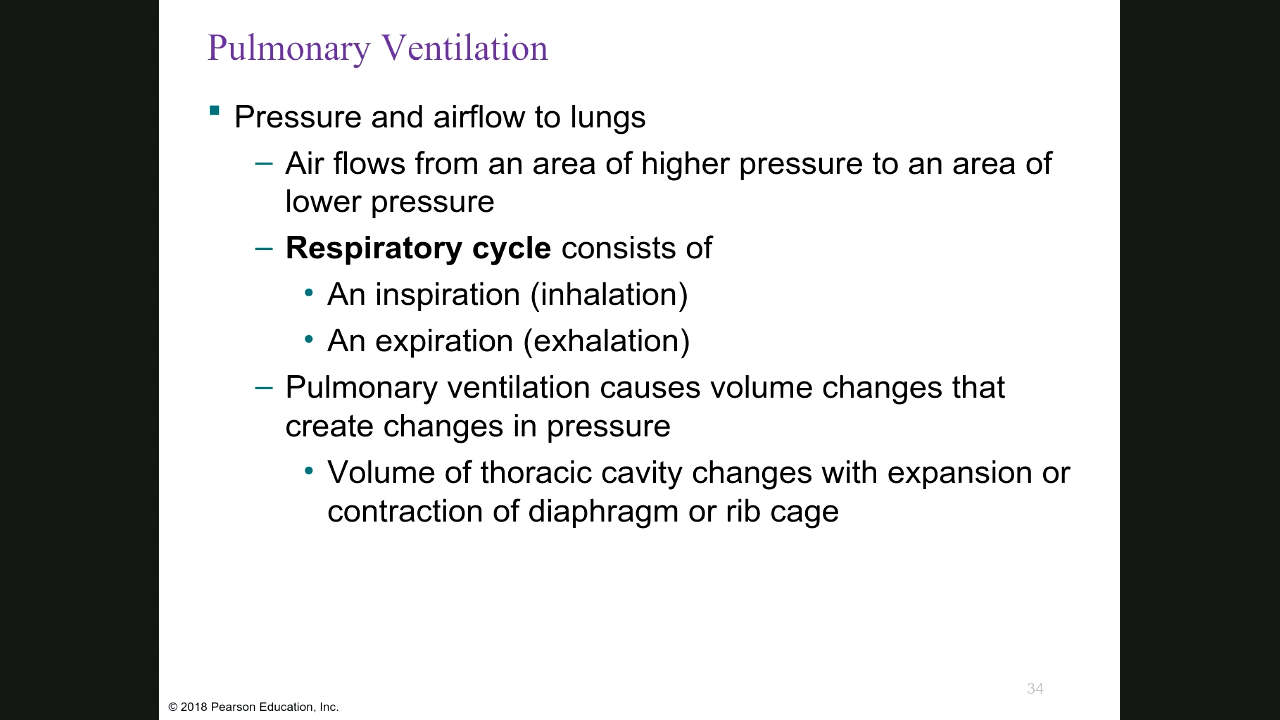 Pulmonary Ventilation
▪ Pressure and airflow to lungs
– Air flows from an area of higher pressure to an area of
lower pressure
– Respiratory cycle consists of
• An inspiration (inhalation)
• An expiration (exhalation)
– Pulmonary ventilation causes volume changes that
create changes in pressure
• Volume of thoracic cavity changes with expansion or
contraction of diaphragm or rib cage
34
© 2018 Pearson Education, Inc.